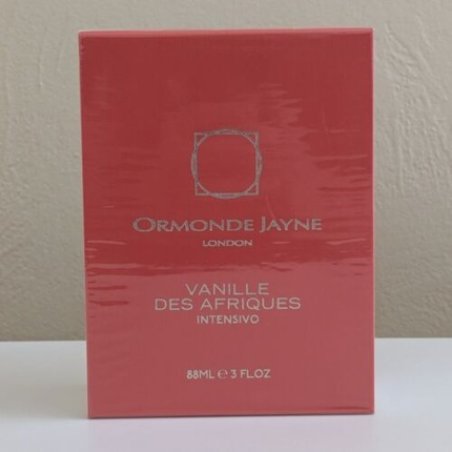 ORMONDE JAYNE
LONDON
VANILLE
DES AFRIQUES
INTENSIVO
88ML ℮ 3 FL.OZ